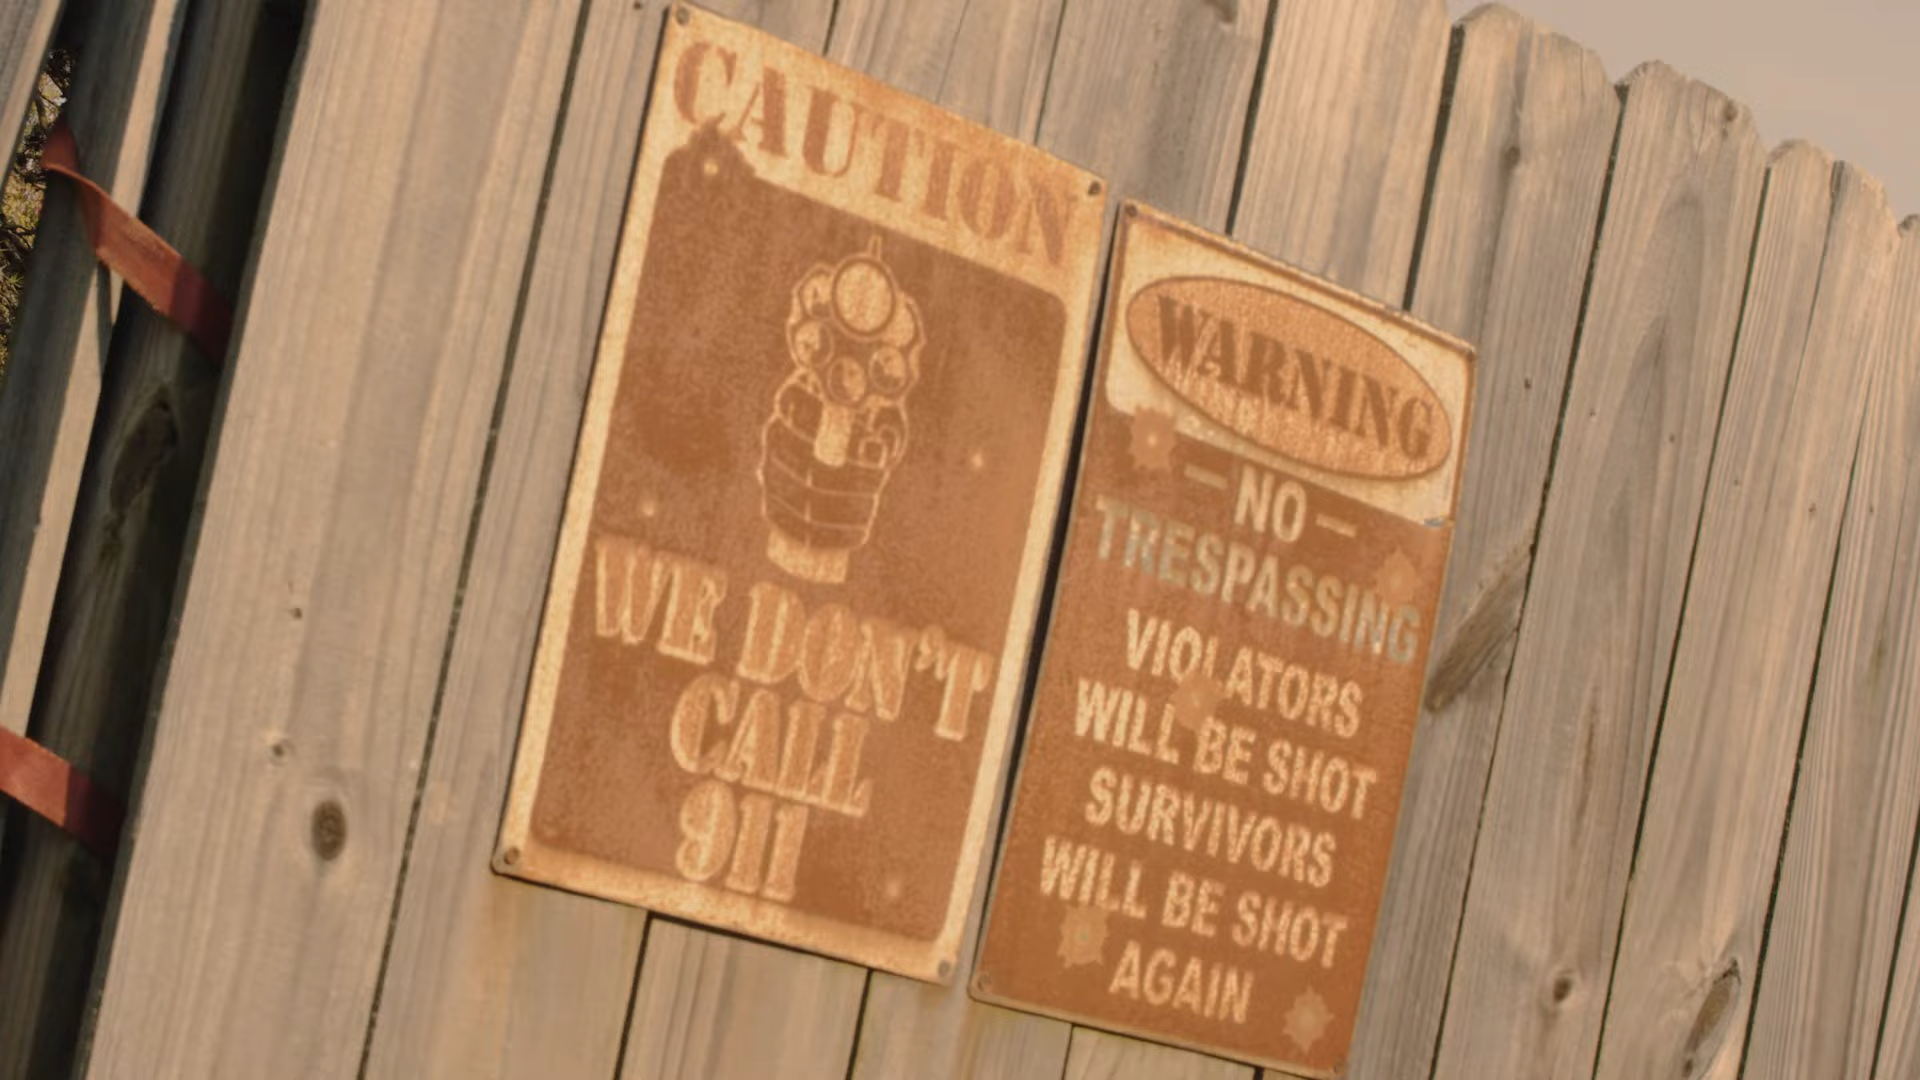 CAUTION
WE DON'T
CALL
911
WARNING
— NO —
TRESPASSING
VIOLATORS
WILL BE SHOT
SURVIVORS
WILL BE SHOT
AGAIN